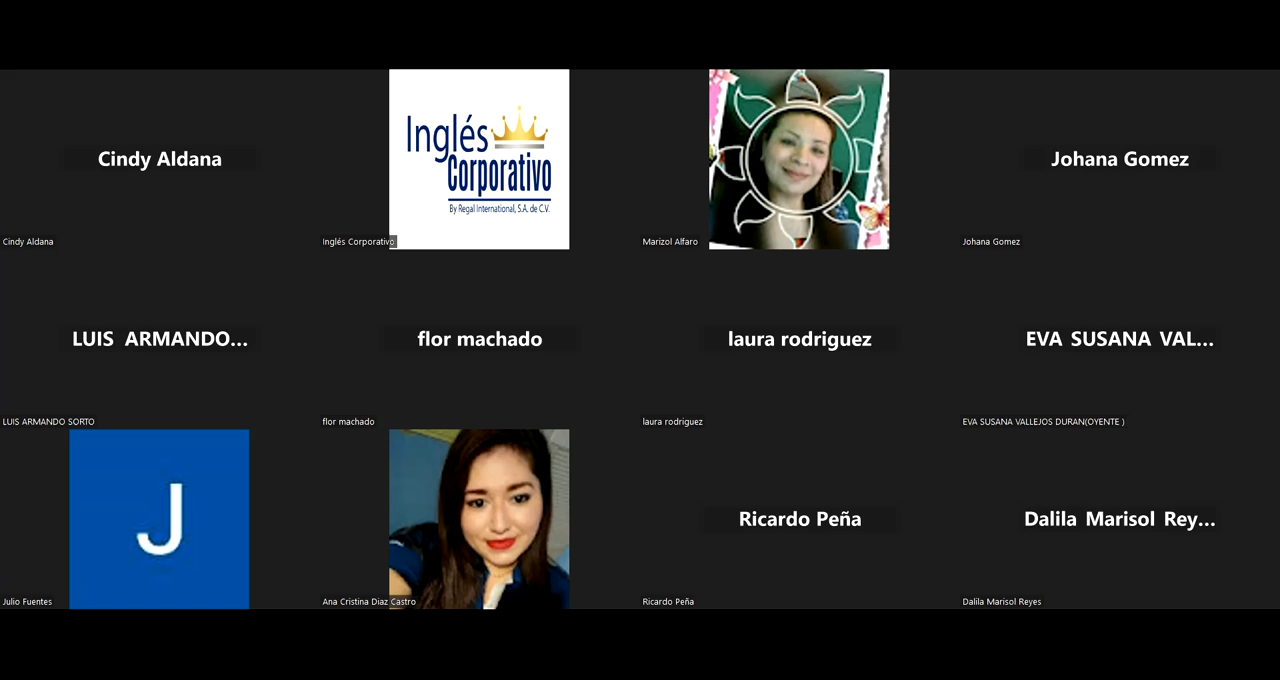 Cindy Aldana
Cindy Aldana
Inglés
Corporativo
By Regal International, S.A. de C.V.
Inglés Corporativo
Marizol Alfaro
Johana Gomez
Johana Gomez
LUIS ARMANDO...
LUIS ARMANDO SORTO
flor machado
flor machado
laura rodriguez
laura rodriguez
EVA SUSANA VAL...
EVA SUSANA VALLEJOS DURAN(OYENTE )
J
Julio Fuentes
Ana Cristina Diaz Castro
Ricardo Peña
Ricardo Peña
Dalila Marisol Rey...
Dalila Marisol Reyes